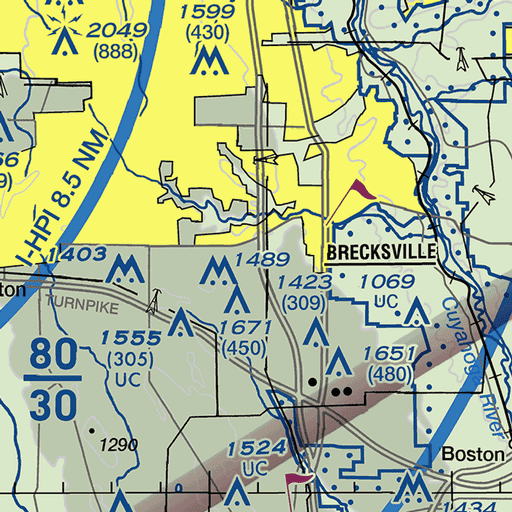 1599
(430)
2049
(888)
I-HPI 8.5 NM
BRECKSVILLE
1403
1489
1423
(309)
1069
UC
TURNPIKE
1671
(450)
1555
(305)
UC
1651
(480)
80
30
Cuyahoga River
1290
1524
UC
Boston
1434